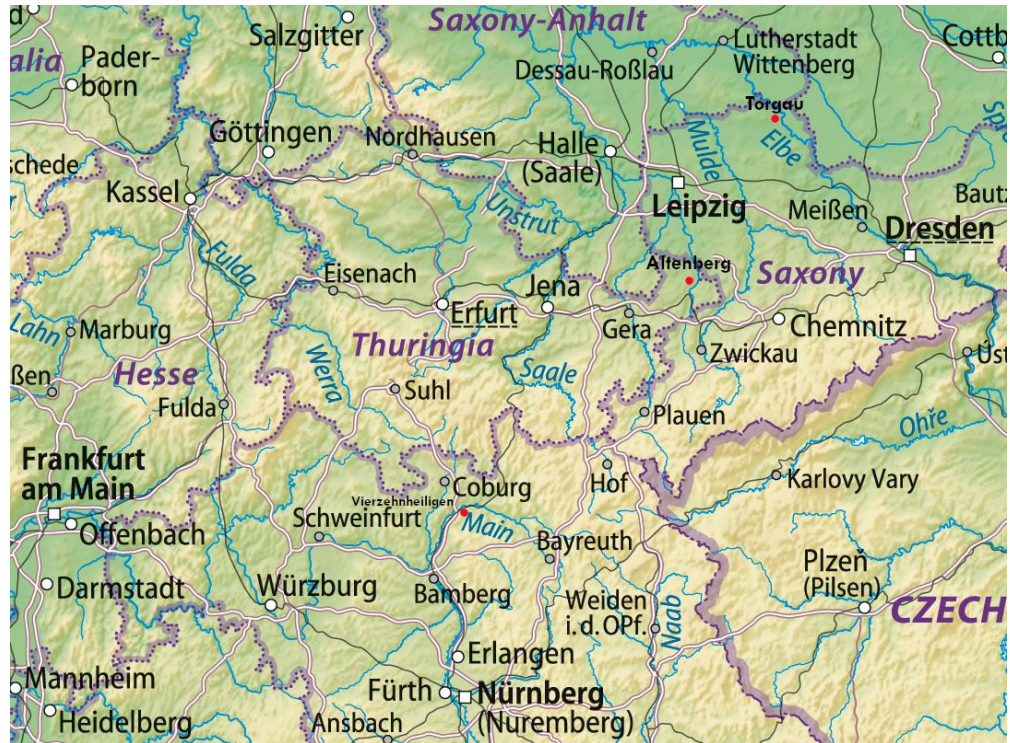 d
Salzgitter
Saxony-Anhalt
Lutherstadt
Wittenberg
Cottb
alia
Pader-
born
Dessau-Roßlau
Torgau
Göttingen
Nordhausen
Halle
(Saale)
Mulde
Elbe
Spr
schede
Kassel
Unstrut
Leipzig
Meißen
Bautz
Dresden
Fulda
Eisenach
Altenberg
Saxony
Jena
Erfurt
Lahn
Marburg
Thuringia
Gera
Chemnitz
Zwickau
Úst
ßen
Hesse
Werra
Suhl
Saale
Fulda
Plauen
Ohře
Frankfurt
am Main
Coburg
Hof
Karlovy Vary
Vierzehnheiligen
Schweinfurt
Main
Offenbach
Bayreuth
Plzeň
(Pilsen)
Darmstadt
Würzburg
Bamberg
Weiden
i. d. OPf.
Naab
CZECH
Erlangen
Mannheim
Fürth
Nürnberg
(Nuremberg)
Heidelberg
Ansbach